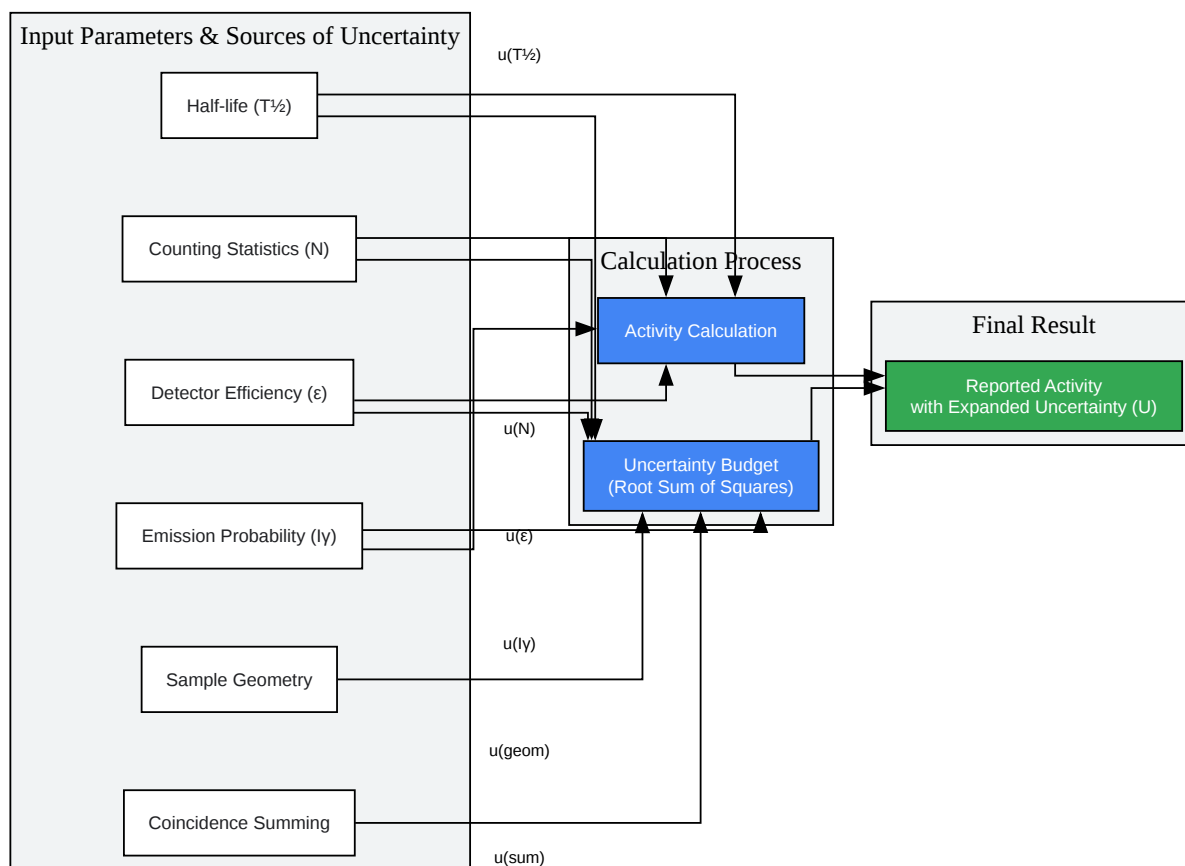 Input Parameters & Sources of Uncertainty
Half-life (T½)
Counting Statistics (N)
Detector Efficiency (ε)
Emission Probability (Iγ)
Sample Geometry
Coincidence Summing
u(T½)
u(N)
u(ε)
u(Iγ)
u(geom)
u(sum)
Calculation Process
Activity Calculation
Uncertainty Budget
(Root Sum of Squares)
Final Result
Reported Activity
with Expanded Uncertainty (U)